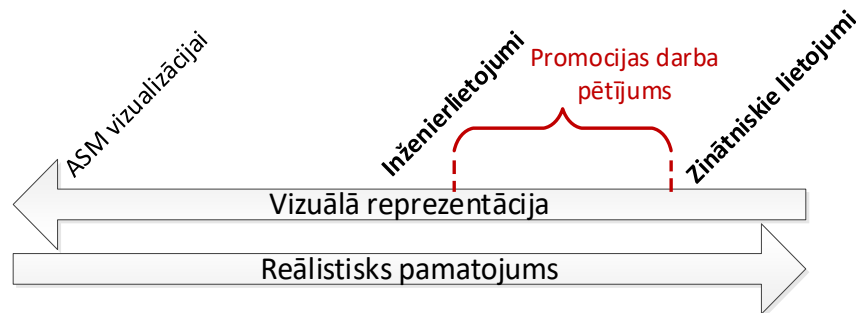 ASM vizualizācijai
Inženierlietojumi
Promocijas darba
pētījums
Zinātniskie lietojumi
Vizuālā reprezentācija
Reālistisks pamatojums